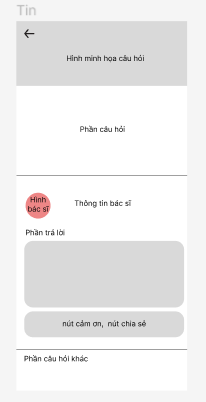 Tin
Hình minh họa câu hỏi
Phần câu hỏi
Hình
bác sĩ
Thông tin bác sĩ
Phần trả lời
nút cảm ơn, nút chia sẻ
Phần câu hỏi khác